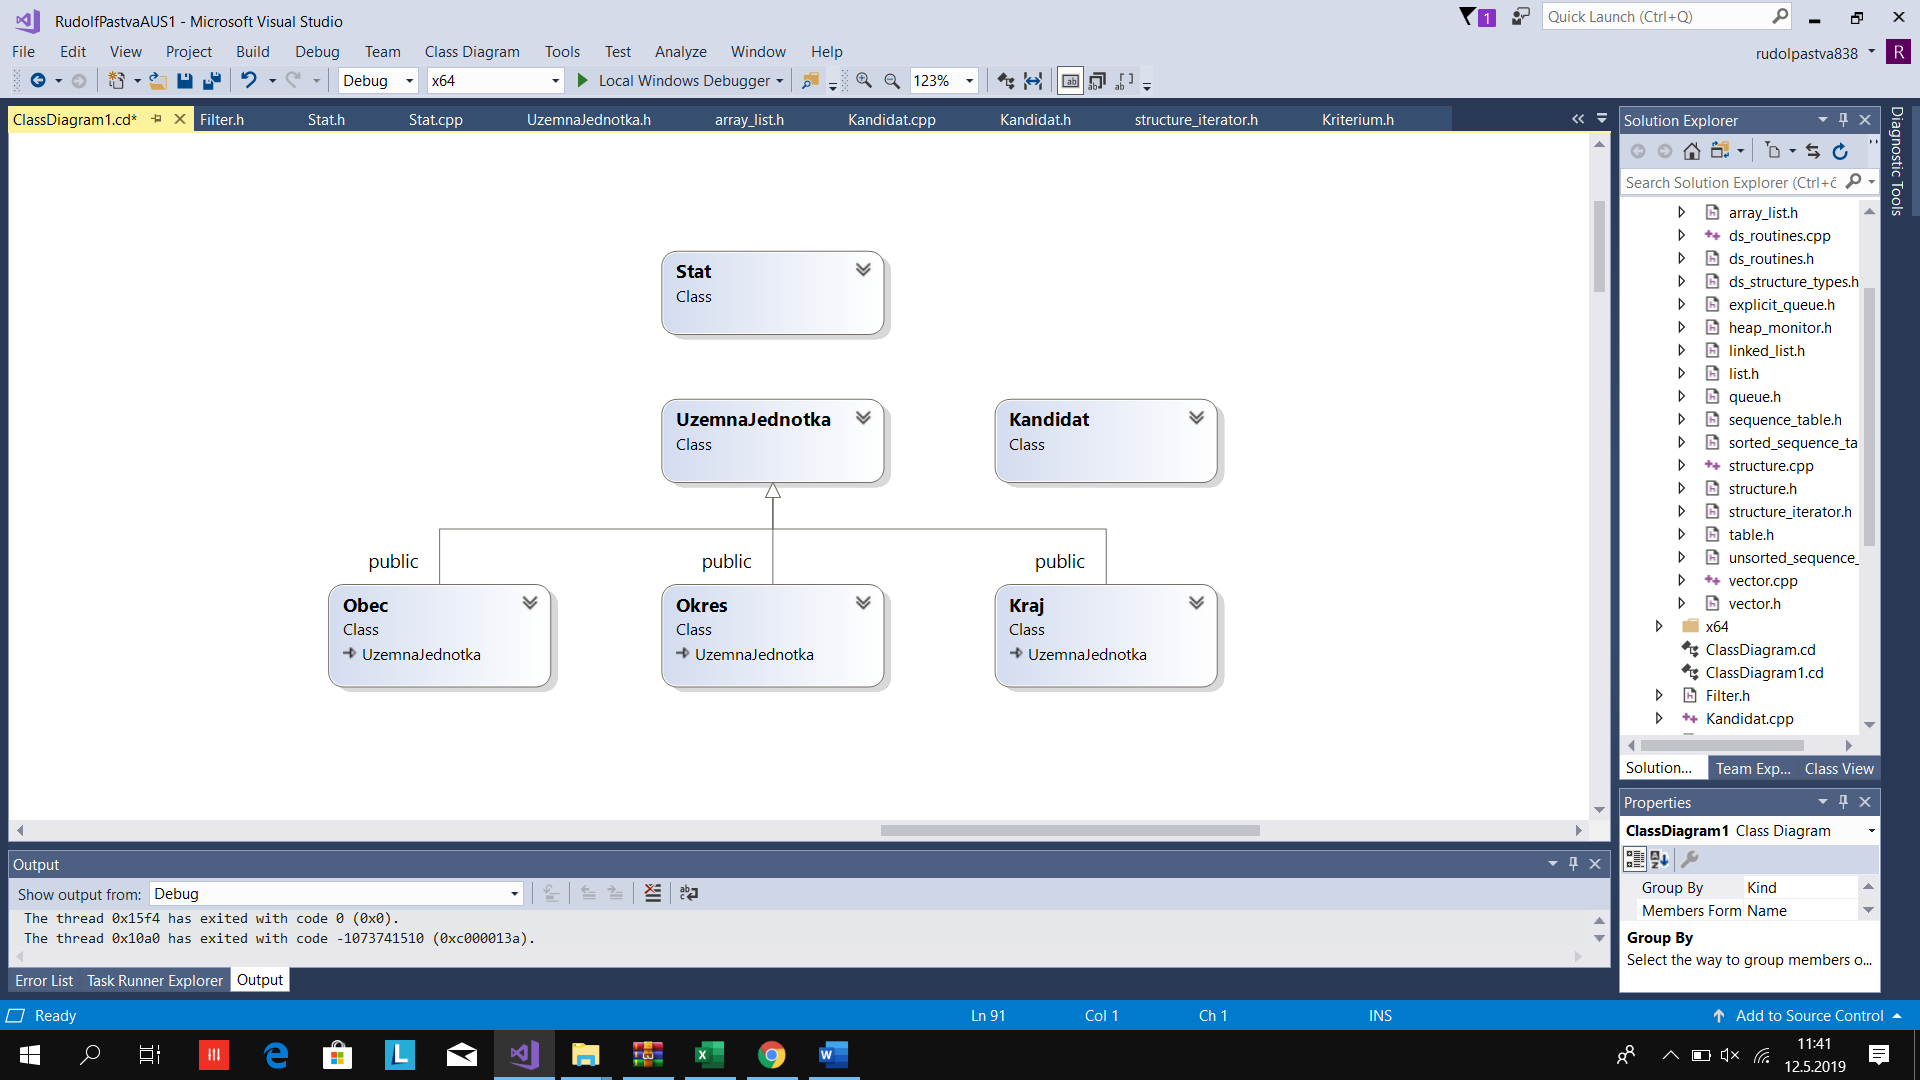 RudolfPastvaAUS1 - Microsoft Visual Studio
1
Quick Launch (Ctrl+Q)
File Edit View Project Build Debug Team Class Diagram Tools Test Analyze Window Help
rudolpastva838 R
Debug x64 Local Windows Debugger 123%
ClassDiagram1.cd* Filter.h Stat.h Stat.cpp UzemnaJednotka.h array_list.h Kandidat.cpp Kandidat.h structure_iterator.h Kriterium.h
Stat
Class
UzemnaJednotka
Class
Kandidat
Class
public public public
Obec
Class
UzemnaJednotka
Okres
Class
UzemnaJednotka
Kraj
Class
UzemnaJednotka
Solution Explorer
Search Solution Explorer (Ctrl+č
array_list.h
ds_routines.cpp
ds_routines.h
ds_structure_types.h
explicit_queue.h
heap_monitor.h
linked_list.h
list.h
queue.h
sequence_table.h
sorted_sequence_ta
structure.cpp
structure.h
structure_iterator.h
table.h
unsorted_sequence_
vector.cpp
vector.h
x64
ClassDiagram.cd
ClassDiagram1.cd
Filter.h
Kandidat.cpp
Solution... Team Exp... Class View
Diagnostic Tools
Properties
ClassDiagram1 Class Diagram
Group By Kind
Members Form Name
Group By
Select the way to group members o...
Output
Show output from: Debug
The thread 0x15f4 has exited with code 0 (0x0).
The thread 0x10a0 has exited with code -1073741510 (0xc000013a).
Error List Task Runner Explorer Output
Ready Ln 91 Col 1 Ch 1 INS Add to Source Control
11:41
12.5.2019